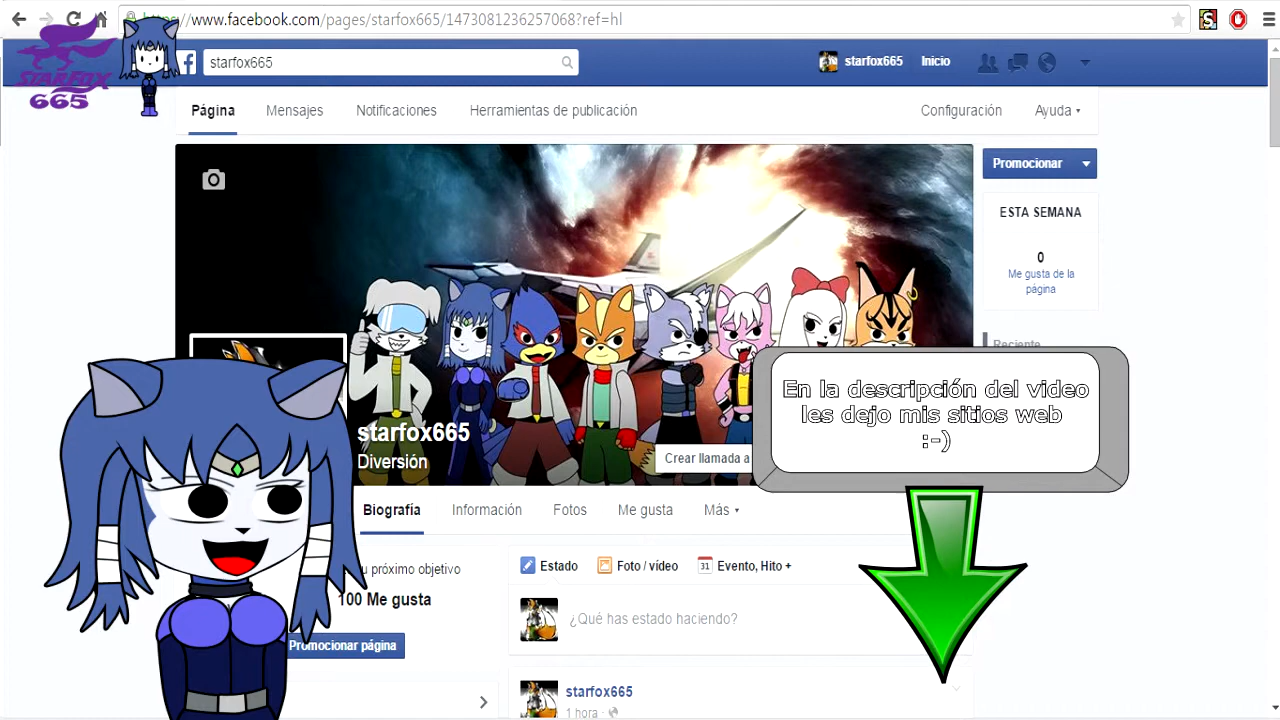 https://www.facebook.com/pages/starfox665/1473081236257068?ref=hl
STARFOX
665
starfox665
starfox665 Inicio
Página Mensajes Notificaciones Herramientas de publicación Configuración Ayuda
Promocionar
ESTA SEMANA
0
Me gusta de la
página
Reciente
En la descripción del video
les dejo mis sitios web
:-)
starfox665
Diversión
Crear llamada a
Biografía Información Fotos Me gusta Más
u próximo objetivo
100 Me gusta
Promocionar página
Estado Foto / vídeo 31 Evento, Hito +
¿Qué has estado haciendo?
starfox665
1 hora ·